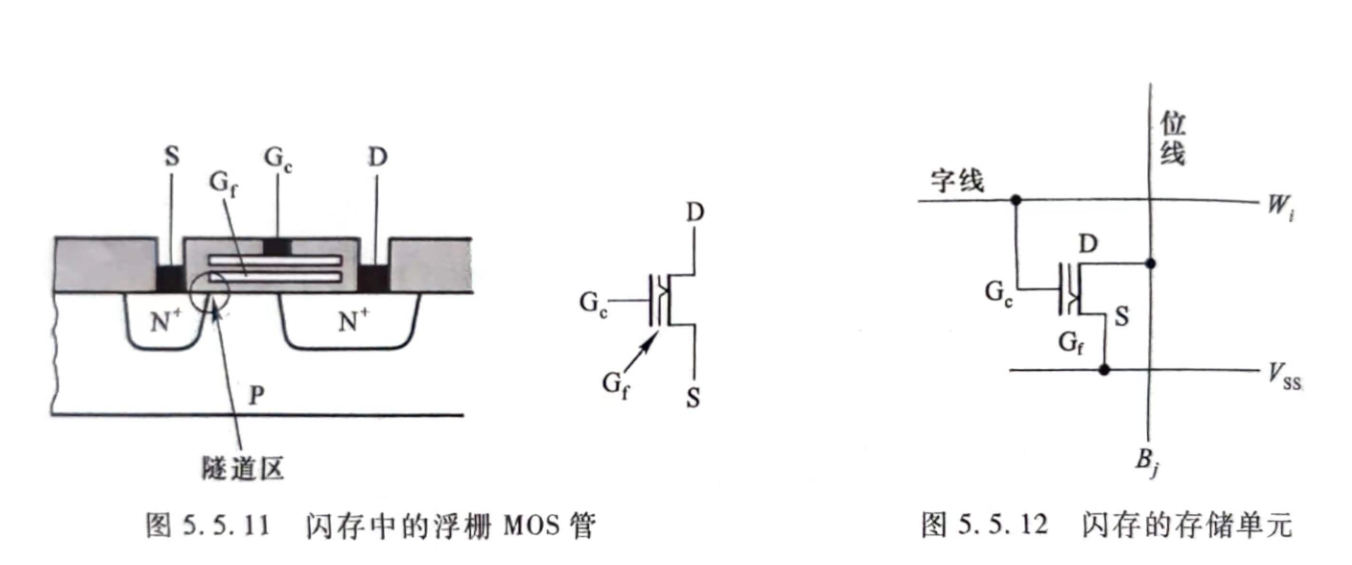 S
G_c
D
G_f
N⁺
N⁺
P
隧道区
D
G_c
G_f
S
图 5.5.11 闪存中的浮栅 MOS 管
位线
字线
W_i
D
G_c
S
G_f
V_SS
B_j
图 5.5.12 闪存的存储单元